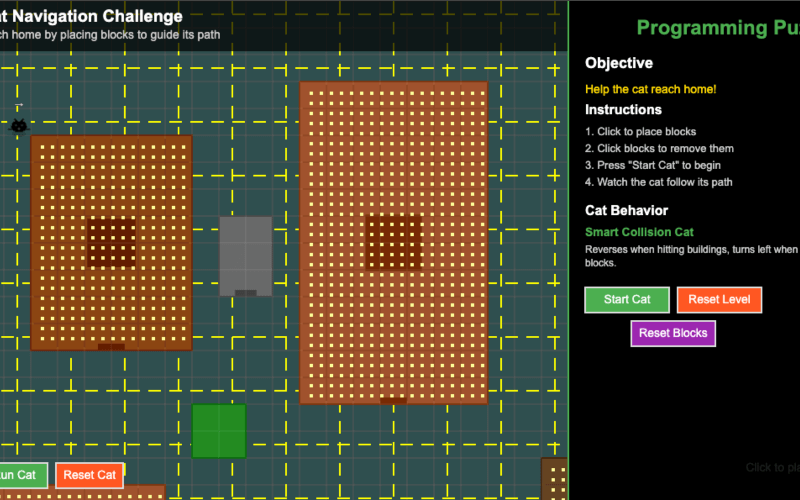 at Navigation Challenge
ch home by placing blocks to guide its path
→
un Cat
Reset Cat
Programming Puz
Objective
Help the cat reach home!
Instructions
1. Click to place blocks
2. Click blocks to remove them
3. Press "Start Cat" to begin
4. Watch the cat follow its path
Cat Behavior
Smart Collision Cat
Reverses when hitting buildings, turns left when
blocks.
Start Cat
Reset Level
Reset Blocks
Click to pla